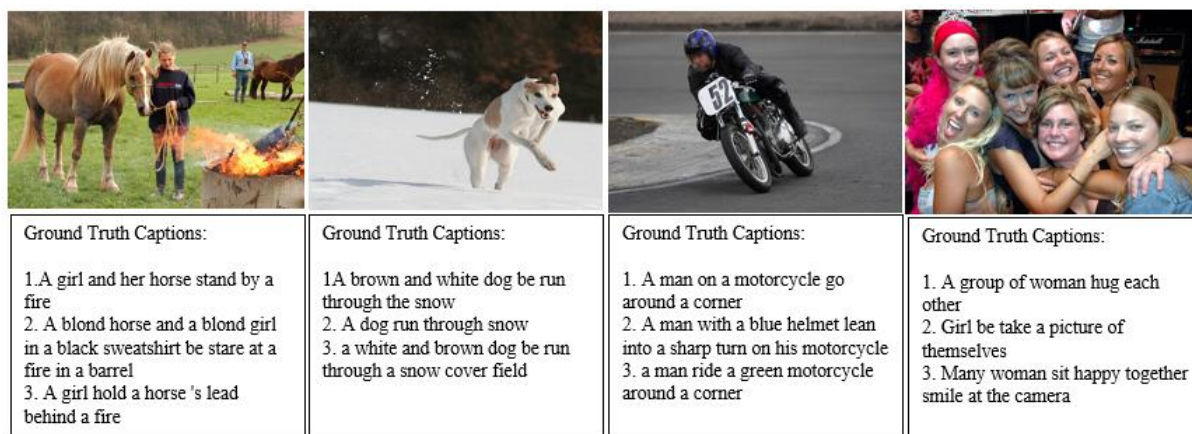 52
Marshall
Ground Truth Captions:
1.A girl and her horse stand by a
fire
2. A blond horse and a blond girl
in a black sweatshirt be stare at a
fire in a barrel
3. A girl hold a horse 's lead
behind a fire
Ground Truth Captions:
1.A brown and white dog be run
through the snow
2. A dog run through snow
3. a white and brown dog be run
through a snow cover field
Ground Truth Captions:
1. A man on a motorcycle go
around a corner
2. A man with a blue helmet lean
into a sharp turn on his motorcycle
3. a man ride a green motorcycle
around a corner
Ground Truth Captions:
1. A group of woman hug each
other
2. Girl be take a picture of
themselves
3. Many woman sit happy together
smile at the camera